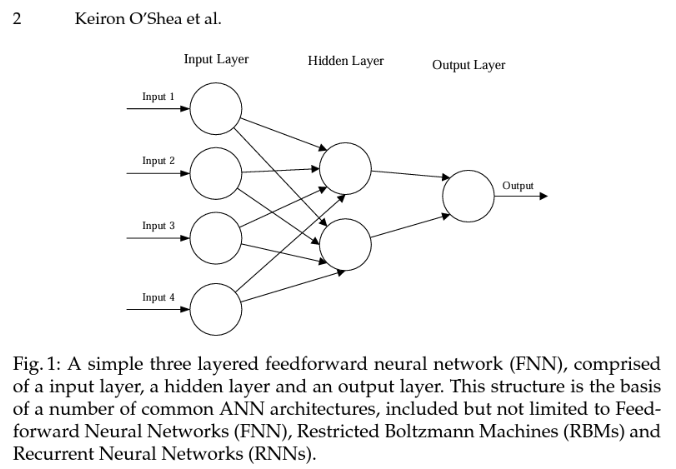 2 Keiron O’Shea et al.
Input Layer
Hidden Layer
Output Layer
Input 1
Input 2
Input 3
Input 4
Output
Fig. 1: A simple three layered feedforward neural network (FNN), comprised
of a input layer, a hidden layer and an output layer. This structure is the basis
of a number of common ANN architectures, included but not limited to Feed-
forward Neural Networks (FNN), Restricted Boltzmann Machines (RBMs) and
Recurrent Neural Networks (RNNs).